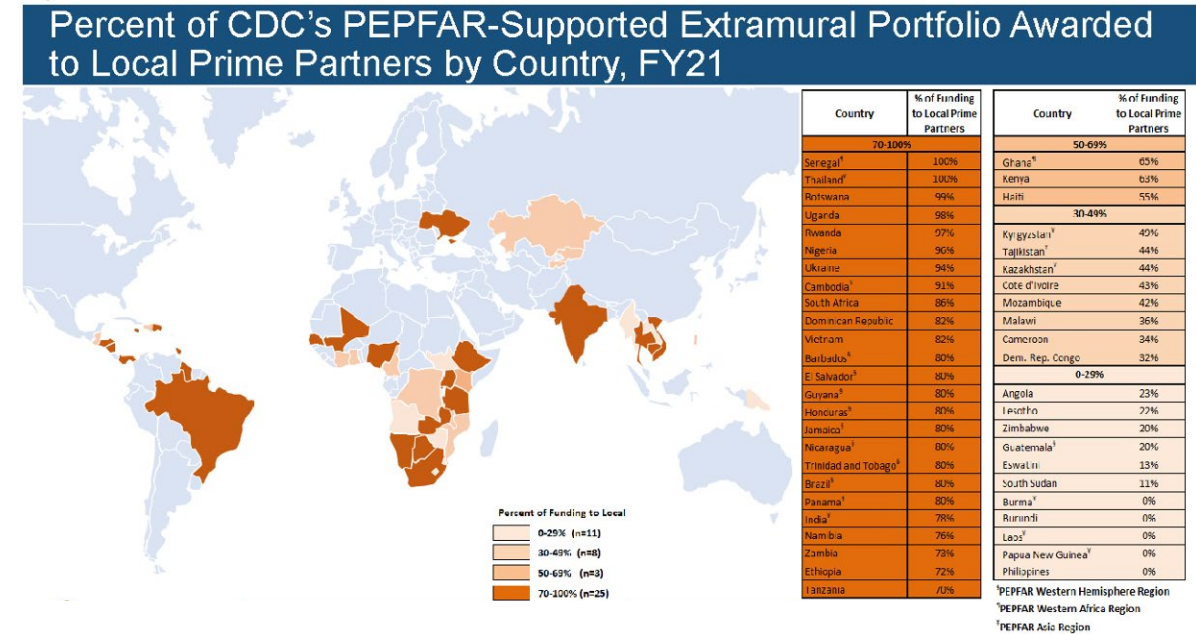 Percent of CDC's PEPFAR-Supported Extramural Portfolio Awarded
to Local Prime Partners by Country, FY21
Percent of Funding to Local
0-29% (n=11)
30-49% (n=8)
50-69% (n=3)
70-100% (n=25)
Country % of Funding to Local Prime Partners
70-100%
Senegal¶ 100%
Thailand¥ 100%
Botswana 99%
Uganda 98%
Rwanda 97%
Nigeria 96%
Ukraine 94%
Cambodia¥ 91%
South Africa 86%
Dominican Republic 82%
Vietnam 82%
Barbados§ 80%
El Salvador§ 80%
Guyana§ 80%
Honduras§ 80%
Jamaica§ 80%
Nicaragua§ 80%
Trinidad and Tobago§ 80%
Brazil§ 80%
Panama 80%
India¥ 78%
Namibia 76%
Zambia 73%
Ethiopia 72%
Tanzania 70%
Country % of Funding to Local Prime Partners
50-69%
Ghana¶ 65%
Kenya 63%
Haiti 55%
30-49%
Kyrgyzstan¥ 49%
Tajikistan¥ 44%
Kazakhstan¥ 44%
Cote d'Ivoire 43%
Mozambique 42%
Malawi 36%
Cameroon 34%
Dem. Rep. Congo 32%
0-29%
Angola 23%
Lesotho 22%
Zimbabwe 20%
Guatemala§ 20%
Eswatini 13%
South Sudan 11%
Burma¥ 0%
Burundi 0%
Laos¥ 0%
Papua New Guinea¥ 0%
Philippines 0%
§PEPFAR Western Hemisphere Region
¶PEPFAR Western Africa Region
¥PEPFAR Asia Region